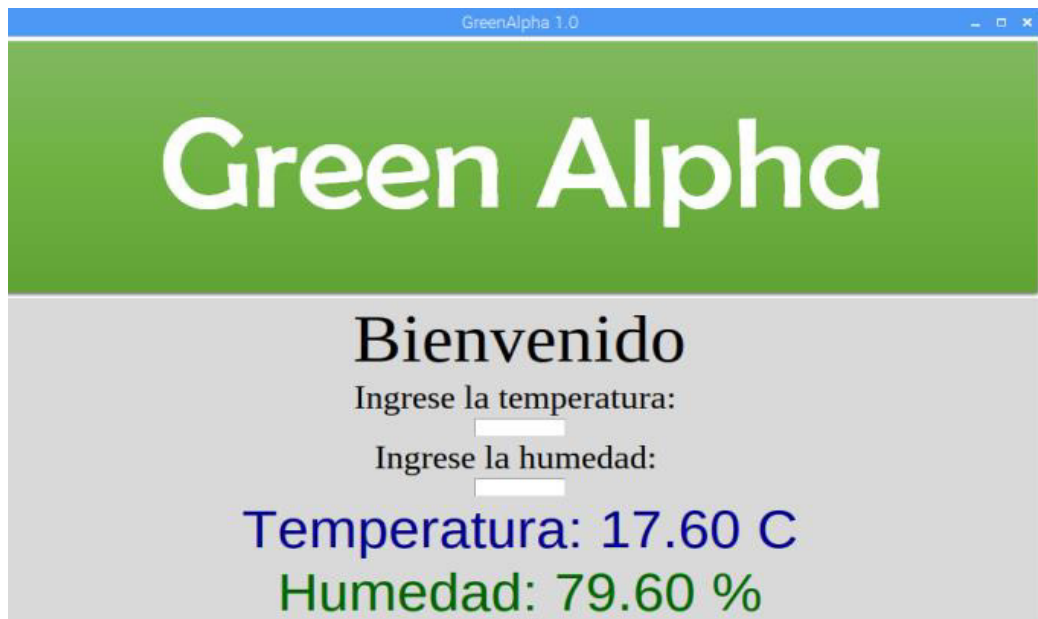 GreenAlpha 1.0
Green Alpha
Bienvenido
Ingrese la temperatura:
Ingrese la humedad:
Temperatura: 17.60 C
Humedad: 79.60 %